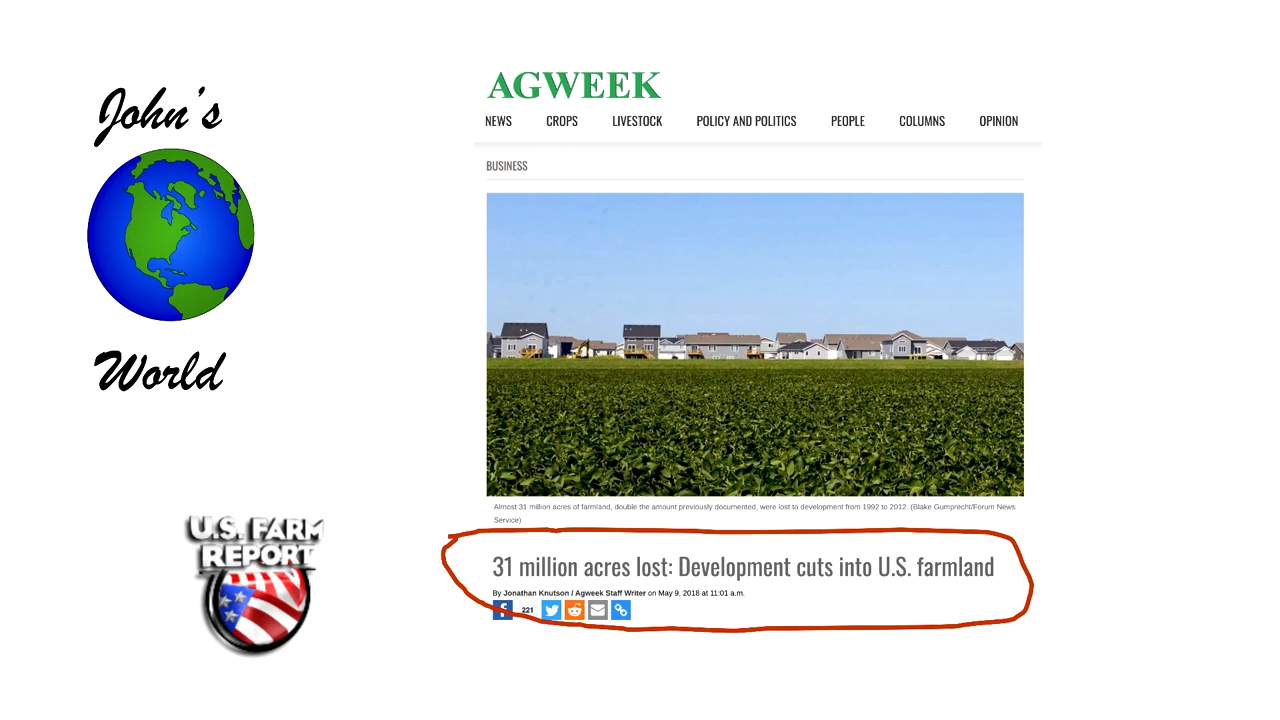 John's
World
U.S. FARM
REPORT
AGWEEK
NEWS CROPS LIVESTOCK POLICY AND POLITICS PEOPLE COLUMNS OPINION
BUSINESS
Almost 31 million acres of farmland, double the amount previously documented, were lost to development from 1992 to 2012. (Blake Gumprecht/Forum News
Service)
31 million acres lost: Development cuts into U.S. farmland
By Jonathan Knutson / Agweek Staff Writer on May 9, 2018 at 11:01 a.m.
f 221